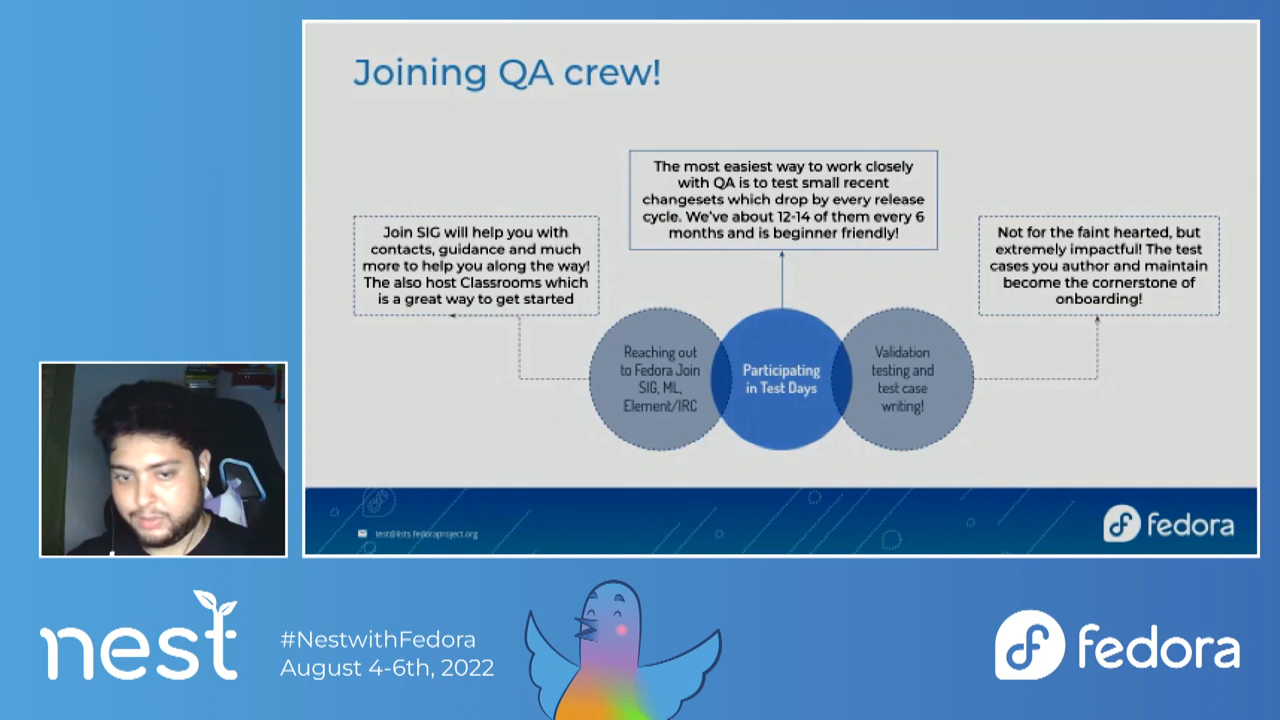 Joining QA crew!
The most easiest way to work closely
with QA is to test small recent
changesets which drop by every release
cycle. We've about 12-14 of them every 6
months and is beginner friendly!
Join SIG will help you with
contacts, guidance and much
more to help you along the way!
The also host Classrooms which
is a great way to get started
Not for the faint hearted, but
extremely impactful! The test
cases you author and maintain
become the cornerstone of
onboarding!
Reaching out
to Fedora Join
SIG, ML,
Element/IRC
Participating
in Test Days
Validation
testing and
test case
writing!
test@lists.fedoraproject.org
fedora
nest
#NestwithFedora
August 4-6th, 2022
fedora